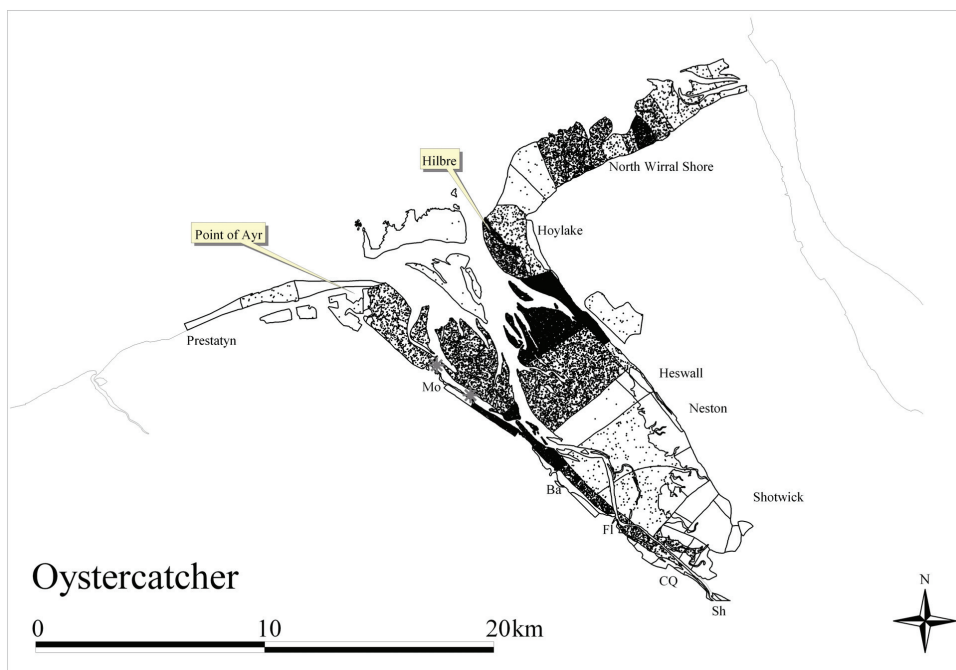 North Wirral Shore
Hilbre
Hoylake
Point of Ayr
Prestatyn
Heswall
Mo
Neston
Ba
Shotwick
Fl
Oystercatcher
CQ
Sh
N
0 10 20km